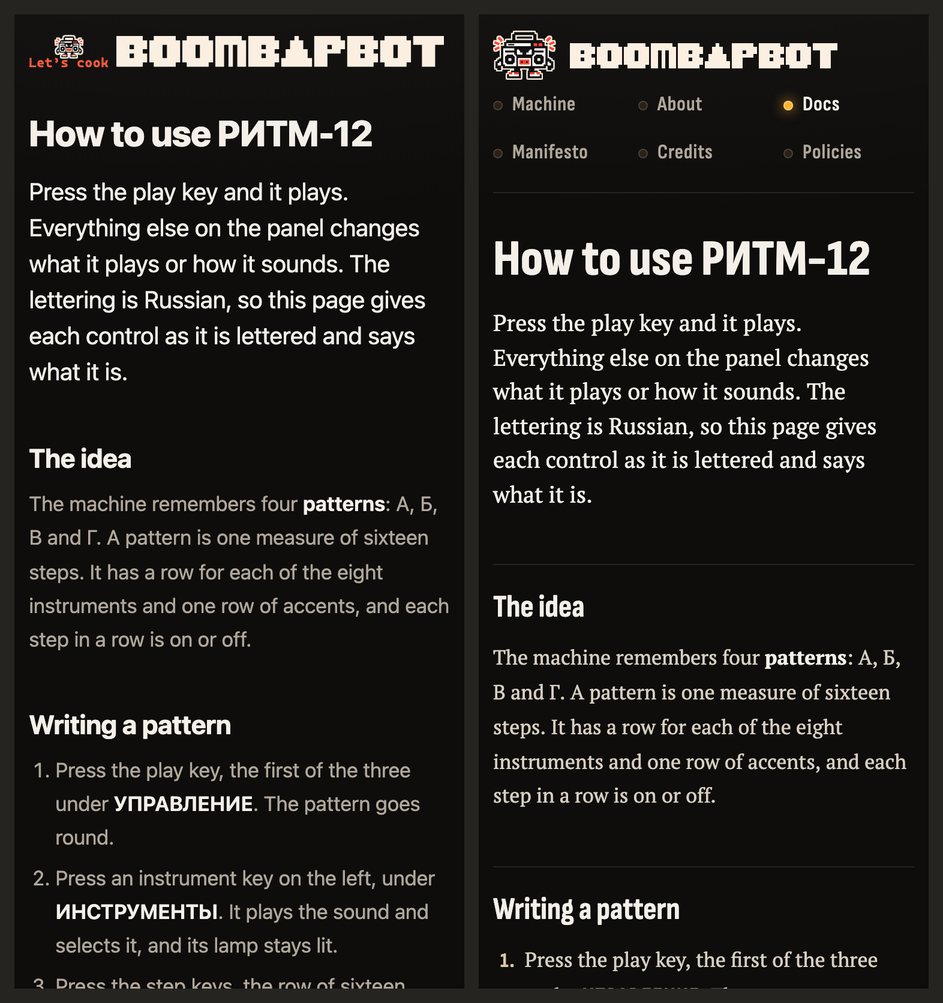 Let's cook BOOMBAPBOT
How to use РИТМ-12
Press the play key and it plays.
Everything else on the panel changes
what it plays or how it sounds. The
lettering is Russian, so this page gives
each control as it is lettered and says
what it is.
The idea
The machine remembers four patterns: А, Б,
В and Г. A pattern is one measure of sixteen
steps. It has a row for each of the eight
instruments and one row of accents, and each
step in a row is on or off.
Writing a pattern
1. Press the play key, the first of the three
under УПРАВЛЕНИЕ. The pattern goes
round.
2. Press an instrument key on the left, under
ИНСТРУМЕНТЫ. It plays the sound and
selects it, and its lamp stays lit.
3. Press the step keys, the row of sixteen
BOOMBAPBOT
Machine About Docs
Manifesto Credits Policies
How to use РИТМ-12
Press the play key and it plays.
Everything else on the panel changes
what it plays or how it sounds. The
lettering is Russian, so this page gives
each control as it is lettered and says
what it is.
The idea
The machine remembers four patterns: А, Б,
В and Г. A pattern is one measure of sixteen
steps. It has a row for each of the eight
instruments and one row of accents, and each
step in a row is on or off.
Writing a pattern
1. Press the play key, the first of the three